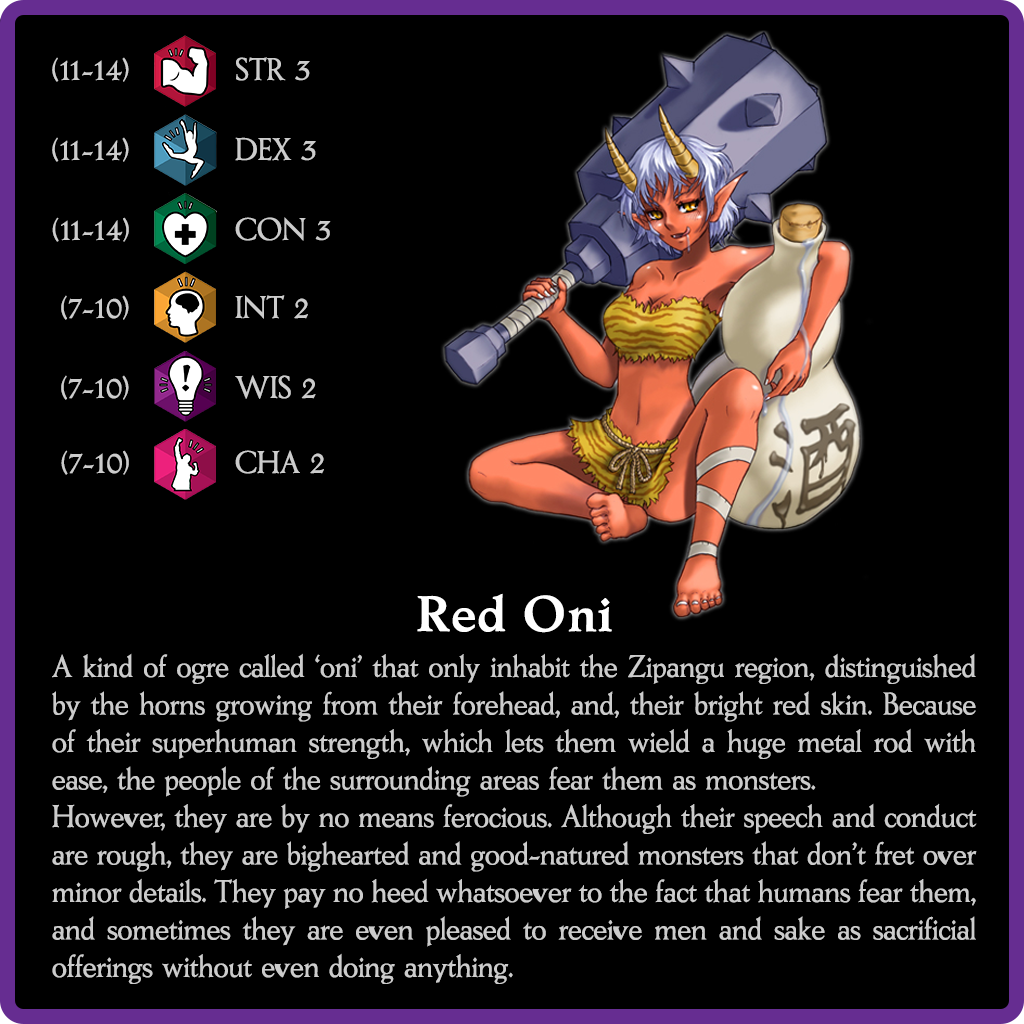 (11-14) STR 3
(11-14) DEX 3
(11-14) CON 3
(7-10) INT 2
(7-10) WIS 2
(7-10) CHA 2
酒
Red Oni
A kind of ogre called ‘oni’ that only inhabit the Zipangu region, distinguished
by the horns growing from their forehead, and, their bright red skin. Because
of their superhuman strength, which lets them wield a huge metal rod with
ease, the people of the surrounding areas fear them as monsters.
However, they are by no means ferocious. Although their speech and conduct
are rough, they are bighearted and good-natured monsters that don’t fret over
minor details. They pay no heed whatsoever to the fact that humans fear them,
and sometimes they are even pleased to receive men and sake as sacrificial
offerings without even doing anything.